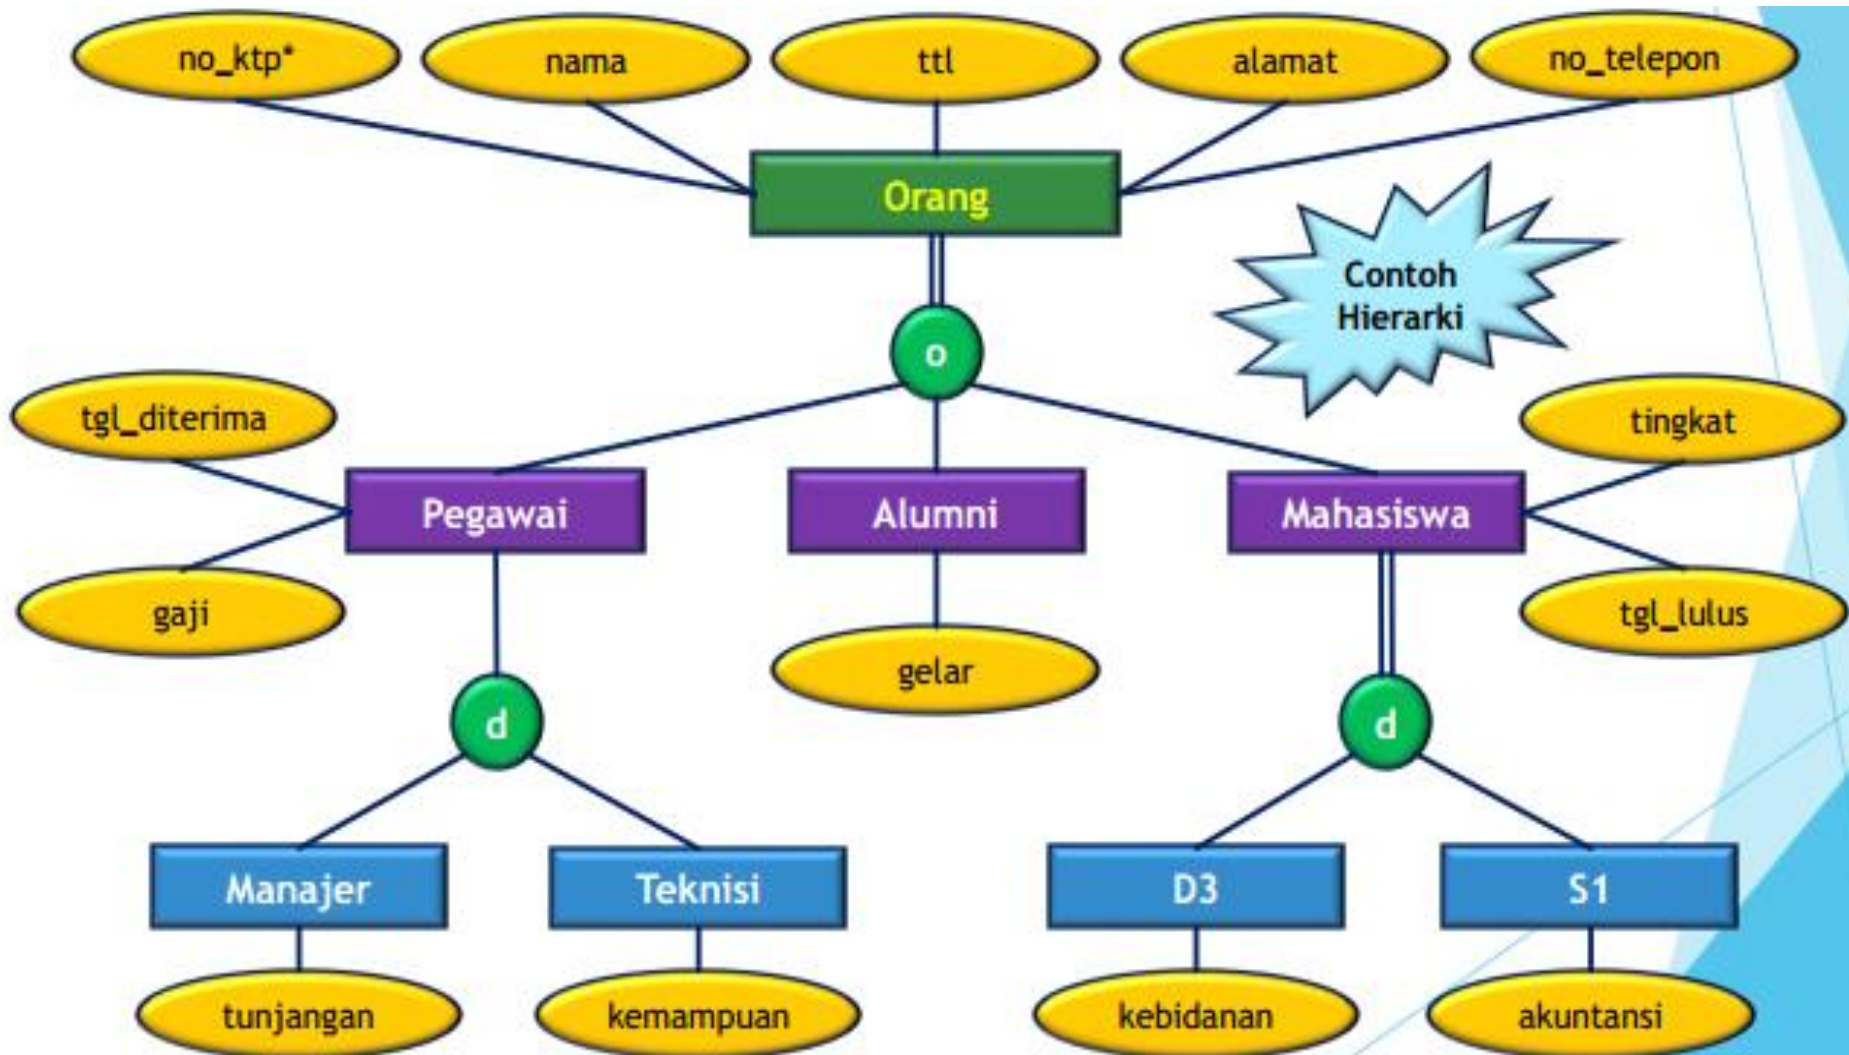 no_ktp*
nama
ttl
alamat
no_telepon
Orang
Contoh
Hierarki
o
tgl_diterima
tingkat
Pegawai
Alumni
Mahasiswa
gaji
gelar
tgl_lulus
d
d
Manajer
Teknisi
D3
S1
tunjangan
kemampuan
kebidanan
akuntansi